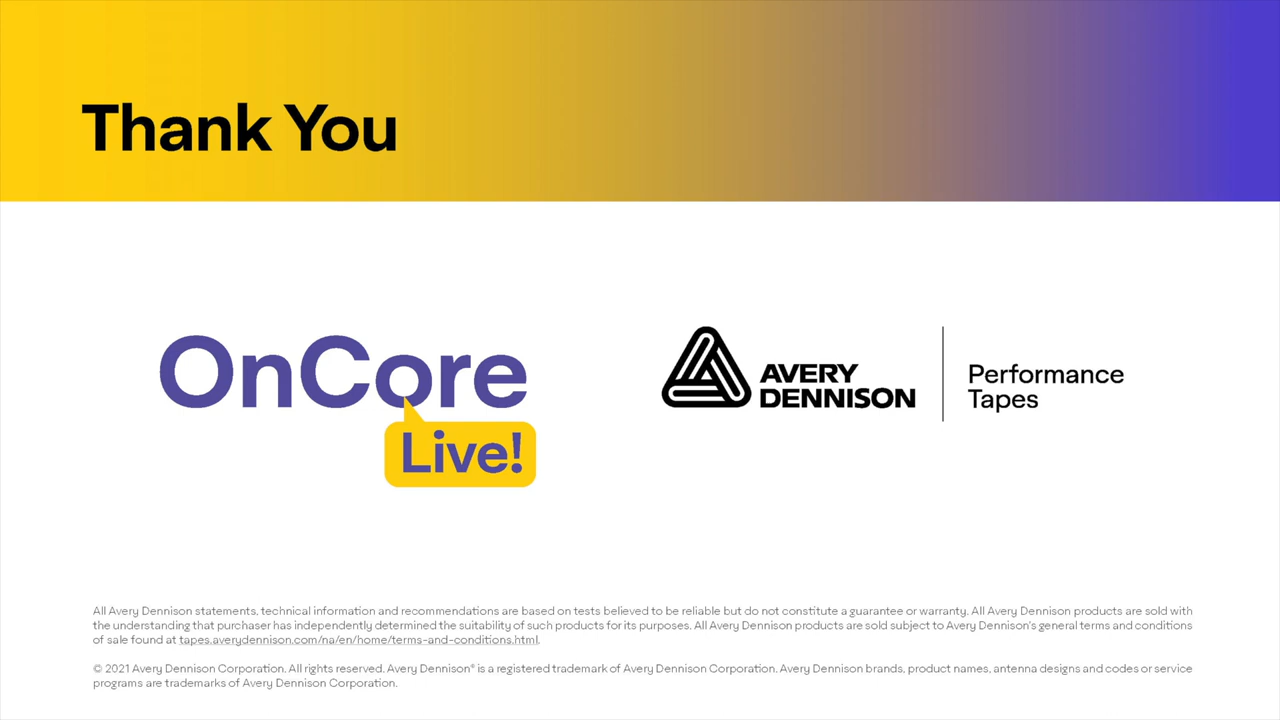 Thank You
OnCore
Live!
AVERY
DENNISON
Performance
Tapes
All Avery Dennison statements, technical information and recommendations are based on tests believed to be reliable but do not constitute a guarantee or warranty. All Avery Dennison products are sold with
the understanding that purchaser has independently determined the suitability of such products for its purposes. All Avery Dennison products are sold subject to Avery Dennison's general terms and conditions
of sale found at tapes.averydennison.com/na/en/home/terms-and-conditions.html.
© 2021 Avery Dennison Corporation. All rights reserved. Avery Dennison® is a registered trademark of Avery Dennison Corporation. Avery Dennison brands, product names, antenna designs and codes or service
programs are trademarks of Avery Dennison Corporation.